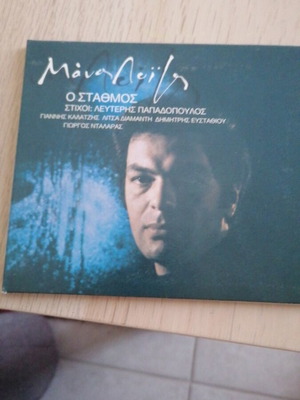 Μάνος Λοΐζος
Ο ΣΤΑΘΜΟΣ
ΣΤΙΧΟΙ: ΛΕΥΤΕΡΗΣ ΠΑΠΑΔΟΠΟΥΛΟΣ
ΓΙΑΝΝΗΣ ΚΑΛΑΤΖΗΣ ΛΙΤΣΑ ΔΙΑΜΑΝΤΗ ΔΗΜΗΤΡΗΣ ΕΥΣΤΑΘΙΟΥ
ΓΙΩΡΓΟΣ ΝΤΑΛΑΡΑΣ